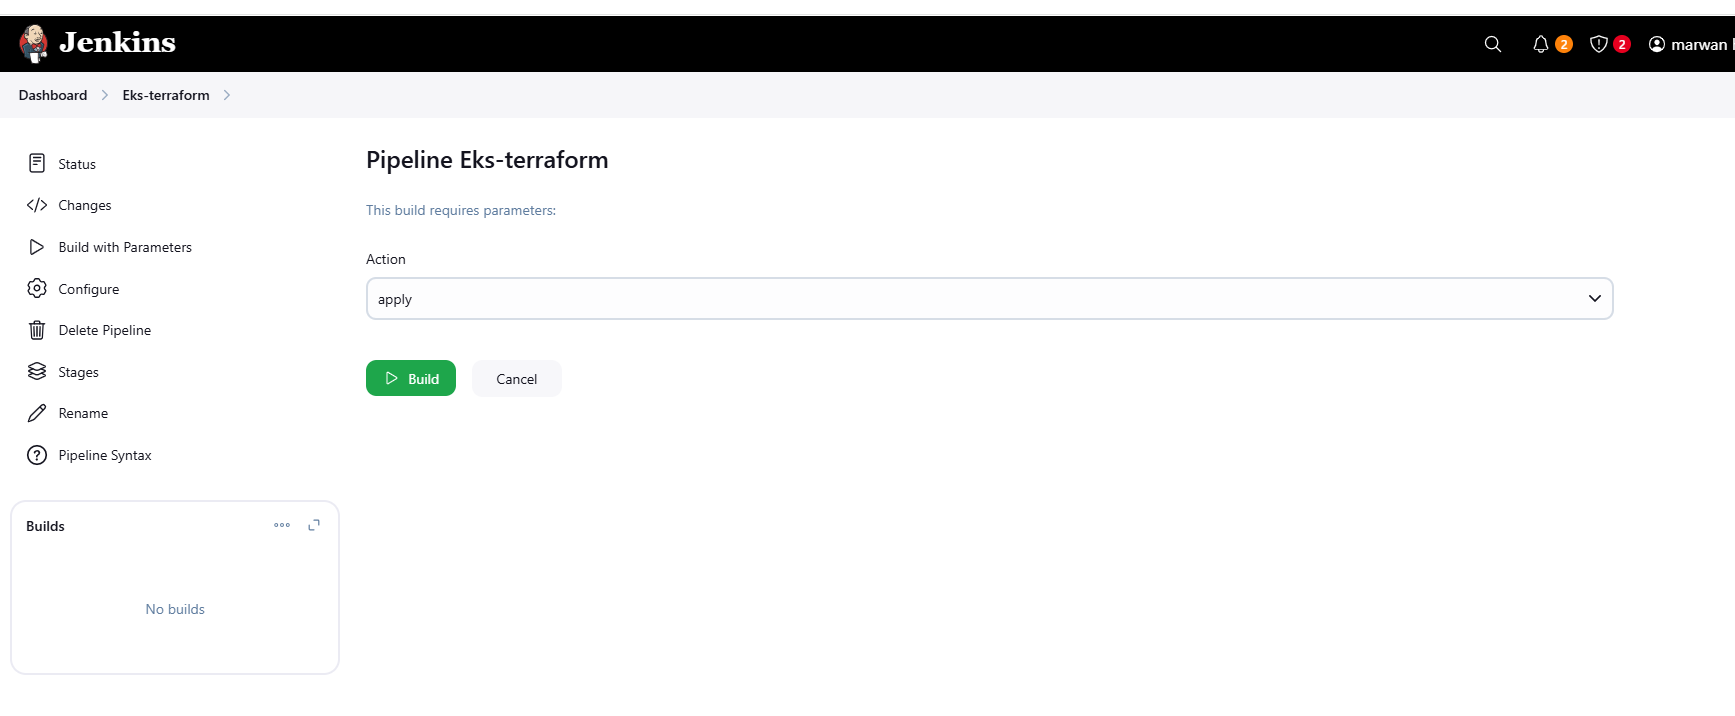 Jenkins
2
2
marwan
Dashboard
Eks-terraform
Status
Changes
Build with Parameters
Configure
Delete Pipeline
Stages
Rename
Pipeline Syntax
Builds
No builds
Pipeline Eks-terraform
This build requires parameters:
Action
apply
Build
Cancel